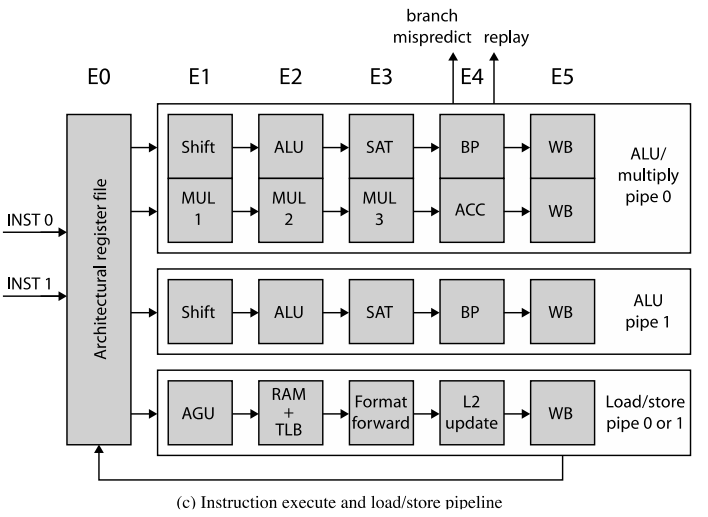 branch
mispredict replay
E0 E1 E2 E3 E4 E5
Architectural register file
INST 0
INST 1
Shift ALU SAT BP WB
MUL
1
MUL
2
MUL
3
ACC WB
ALU/
multiply
pipe 0
Shift ALU SAT BP WB
ALU
pipe 1
AGU
RAM
+
TLB
Format
forward
L2
update
WB
Load/store
pipe 0 or 1
(c) Instruction execute and load/store pipeline